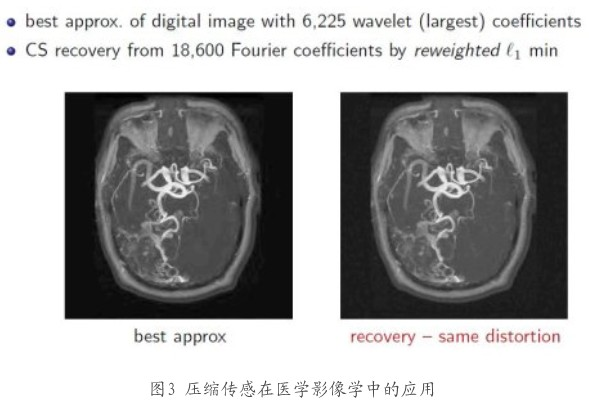 best approx. of digital image with 6,225 wavelet (largest) coefficients
CS recovery from 18,600 Fourier coefficients by reweighted ℓ₁ min
best approx
recovery – same distortion
图3 压缩传感在医学影像学中的应用